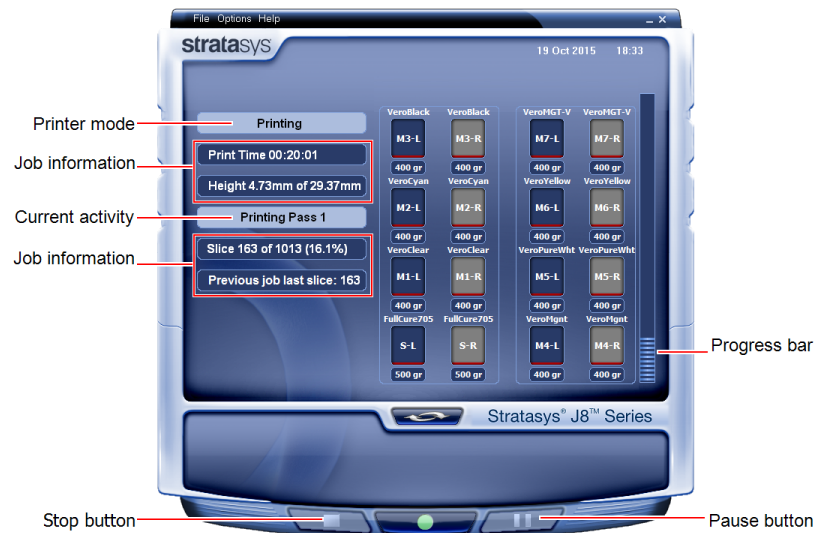 File Options Help
stratasys
19 Oct 2015 18:33
Printer mode
Printing
Job information
Print Time 00:20:01
Height 4.73mm of 29.37mm
Current activity
Printing Pass 1
Job information
Slice 163 of 1013 (16.1%)
Previous job last slice: 163
VeroBlack VeroBlack VeroMGT-V VeroMGT-V
M3-L M3-R M7-L M7-R
400 gr 400 gr 400 gr 400 gr
VeroCyan VeroCyan VeroYellow VeroYellow
M2-L M2-R M6-L M6-R
400 gr 400 gr 400 gr 400 gr
VeroClear VeroClear VeroPureWht VeroPureWht
M1-L M1-R M5-L M5-R
400 gr 400 gr 400 gr 400 gr
FullCure705 FullCure705 VeroMgnt VeroMgnt
S-L S-R M4-L M4-R
500 gr 500 gr 400 gr 400 gr
Progress bar
Stratasys® J8™ Series
Stop button
Pause button